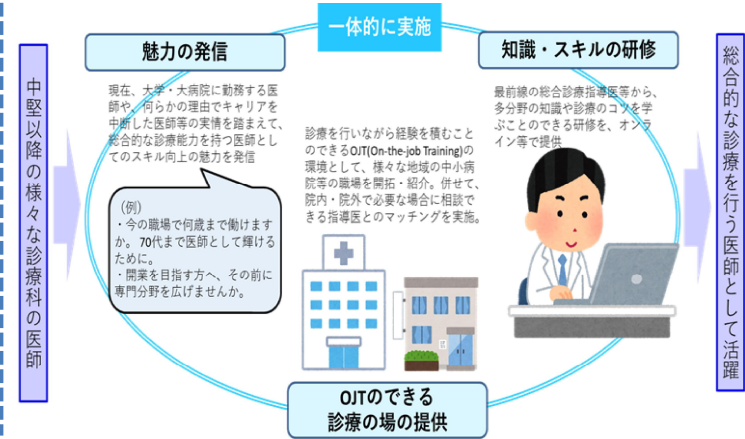 一体的に実施
魅力の発信
知識・スキルの研修
中堅以降の様々な診療科の医師
現在、大学・大病院に勤務する医
師や、何らかの理由でキャリアを
中断した医師等の実情を踏まえて、
総合的な診療能力を持つ医師とし
てのスキル向上の魅力を発信
(例)
・今の職場で何歳まで働けます
か。 70代まで医師として輝ける
ために。
・開業を目指す方へ、その前に
専門分野を広げませんか。
診療を行いながら経験を積むこと
のできるOJT(On-the-job Training)の
環境として、様々な地域の中小病
院等の職場を開拓・紹介。併せて、
院内・院外で必要な場合に相談で
きる指導医とのマッチングを実施。
最前線の総合診療指導医等から、
多分野の知識や診療のコツを学
ぶことのできる研修を、オンラ
イン等で提供
OJTのできる
診療の場の提供
総合的な診療を行う医師として活躍